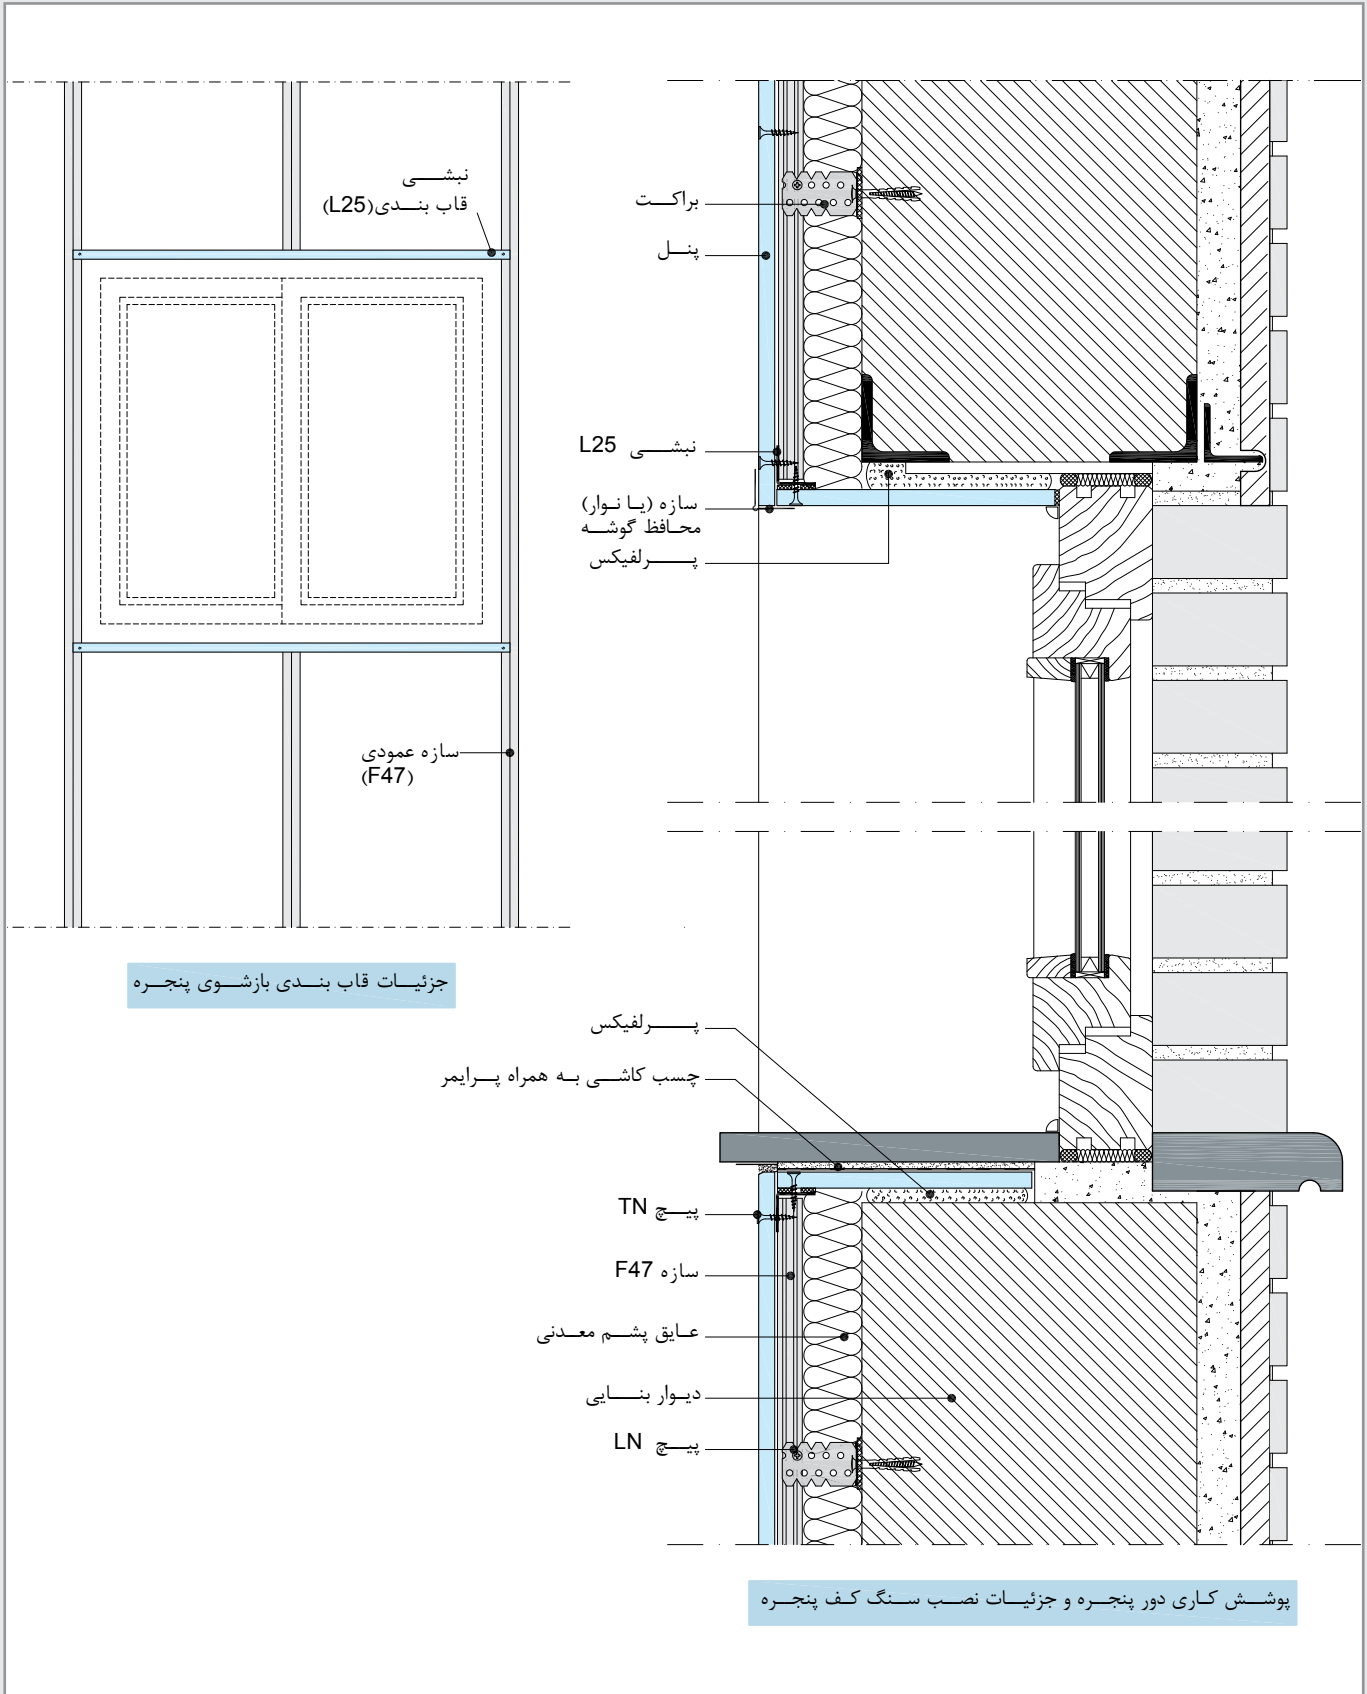 نبشی
قاب بندی(L25)
سازه عمودی
(F47)
جزئیات قاب بندی بازشوی پنجره
براکت
پنل
نبشی L25
سازه (یا نوار)
محافظ گوشه
پرلفیکس
پرلفیکس
چسب کاشی به همراه پرایمر
پیچ TN
سازه F47
عایق پشم معدنی
دیوار بنایی
پیچ LN
پوشش کاری دور پنجره و جزئیات نصب سنگ کف پنجره